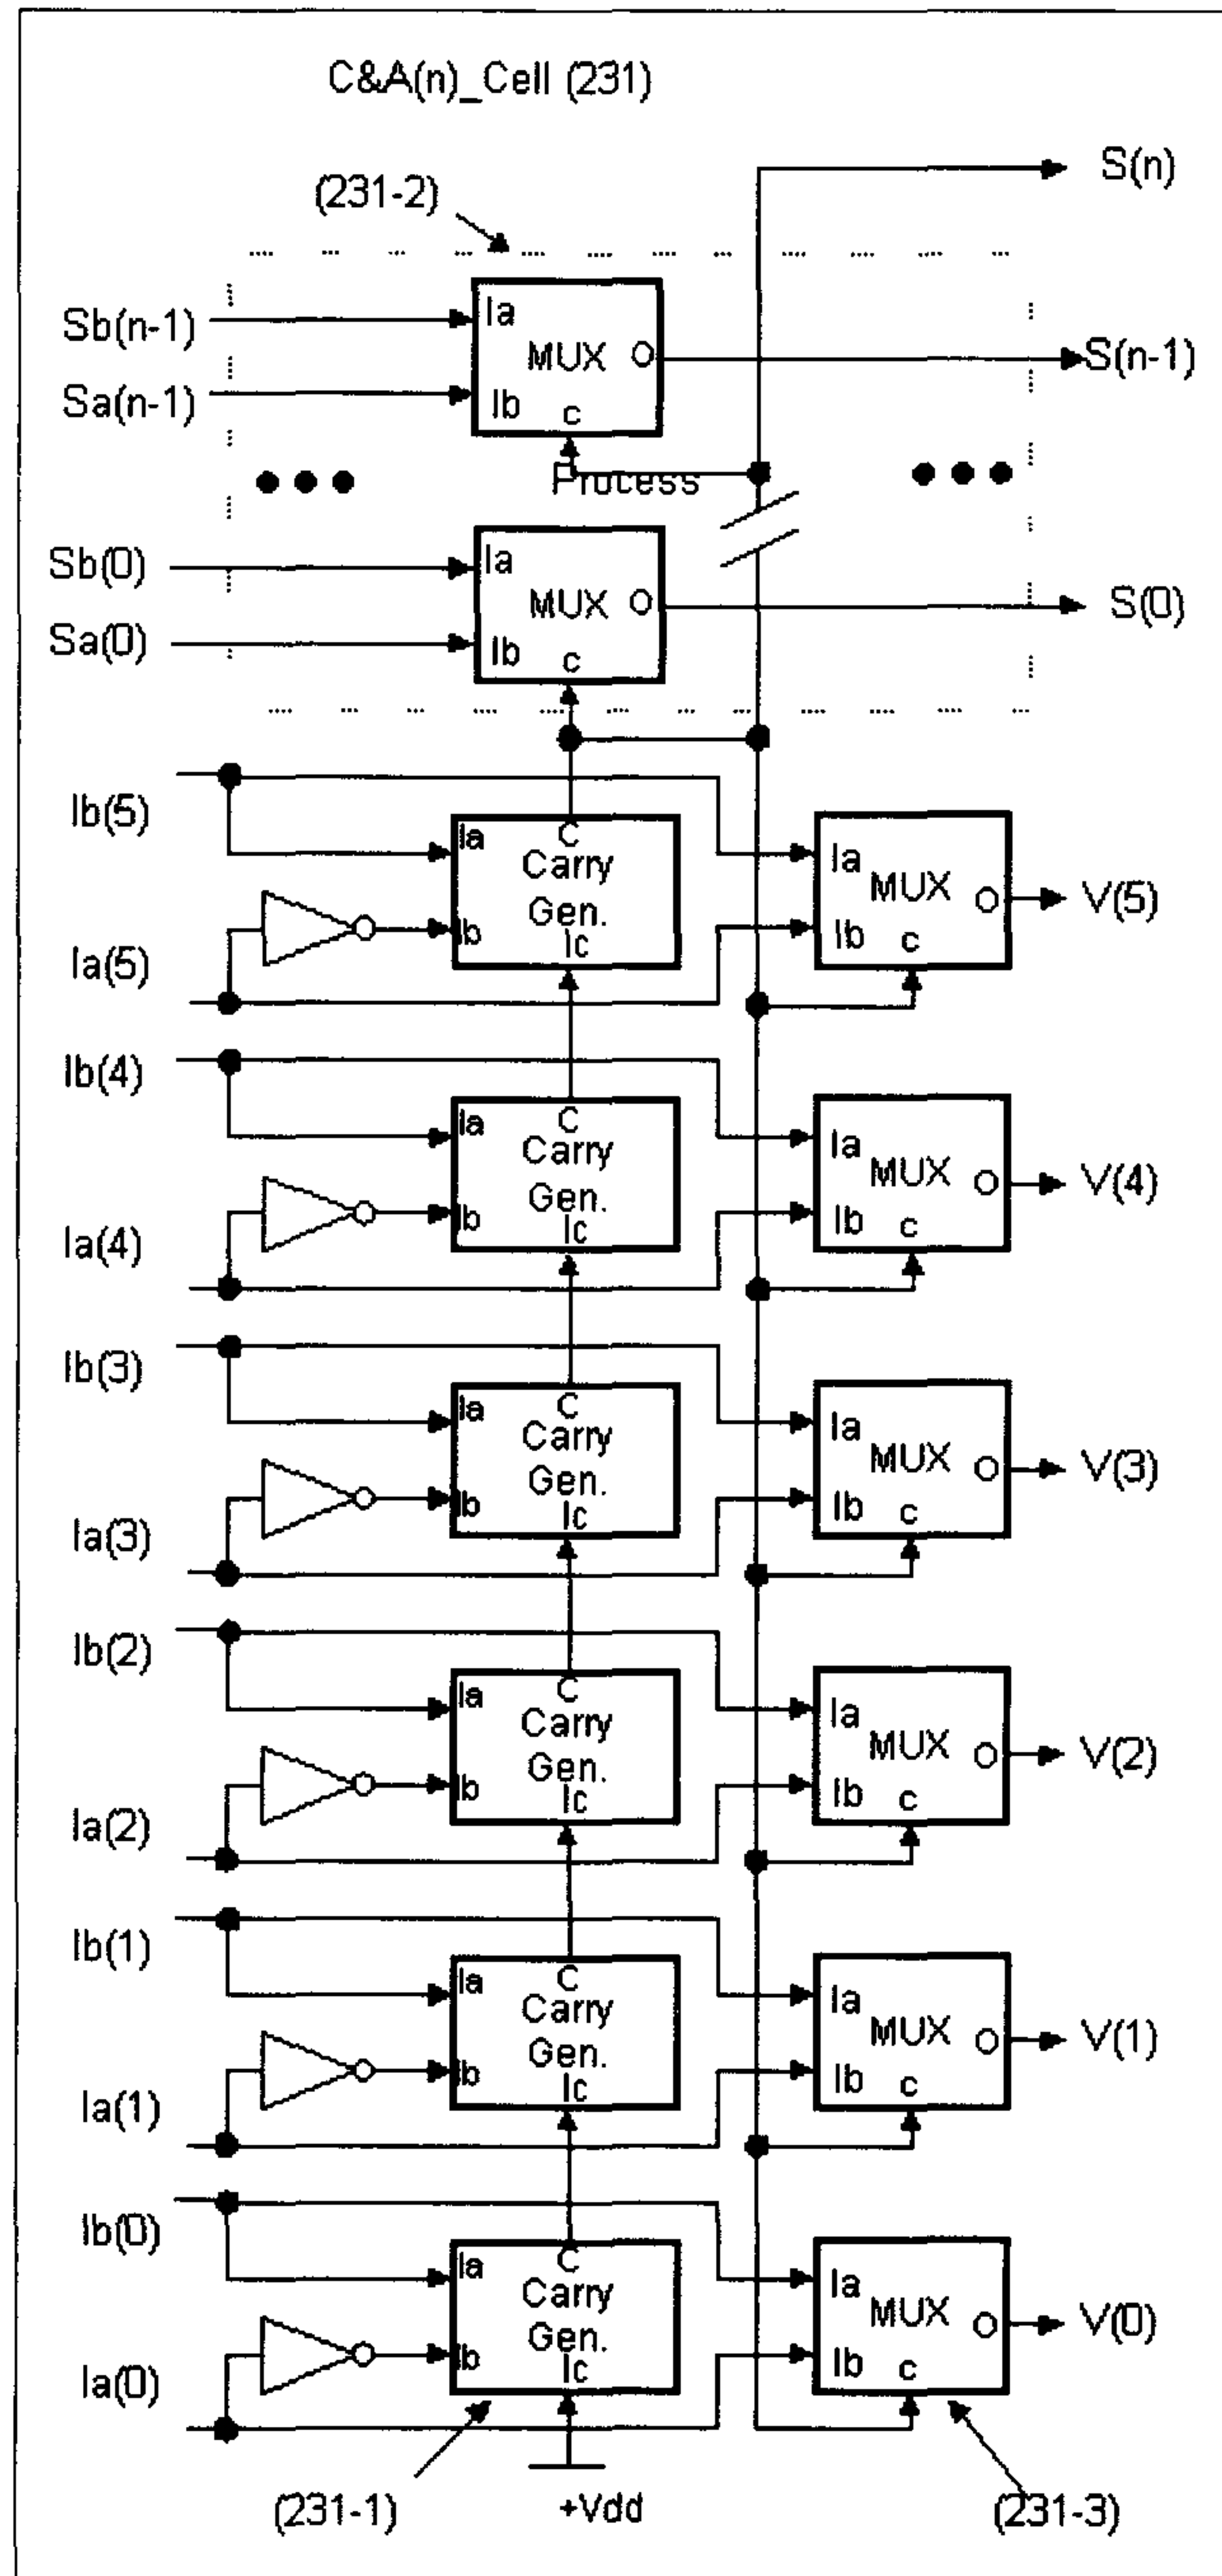 C&A(n)_Cell (231)
S(n)
(231-2)
Sb(n-1)
Ia
MUX
O
S(n-1)
Sa(n-1)
Ib
c
Process
Sb(0)
Ia
MUX
O
S(0)
Sa(0)
Ib
c
Ib(5)
Ia
C
Carry
Gen.
Ib
Ic
Ia
MUX
O
V(5)
Ib
c
Ia(5)
Ib(4)
Ia
C
Carry
Gen.
Ib
Ic
Ia
MUX
O
V(4)
Ib
c
Ia(4)
Ib(3)
Ia
C
Carry
Gen.
Ib
Ic
Ia
MUX
O
V(3)
Ib
c
Ia(3)
Ib(2)
Ia
C
Carry
Gen.
Ib
Ic
Ia
MUX
O
V(2)
Ib
c
Ia(2)
Ib(1)
Ia
C
Carry
Gen.
Ib
Ic
Ia
MUX
O
V(1)
Ib
c
Ia(1)
Ib(0)
Ia
C
Carry
Gen.
Ib
Ic
Ia
MUX
O
V(0)
Ib
c
Ia(0)
(231-1)
+Vdd
(231-3)